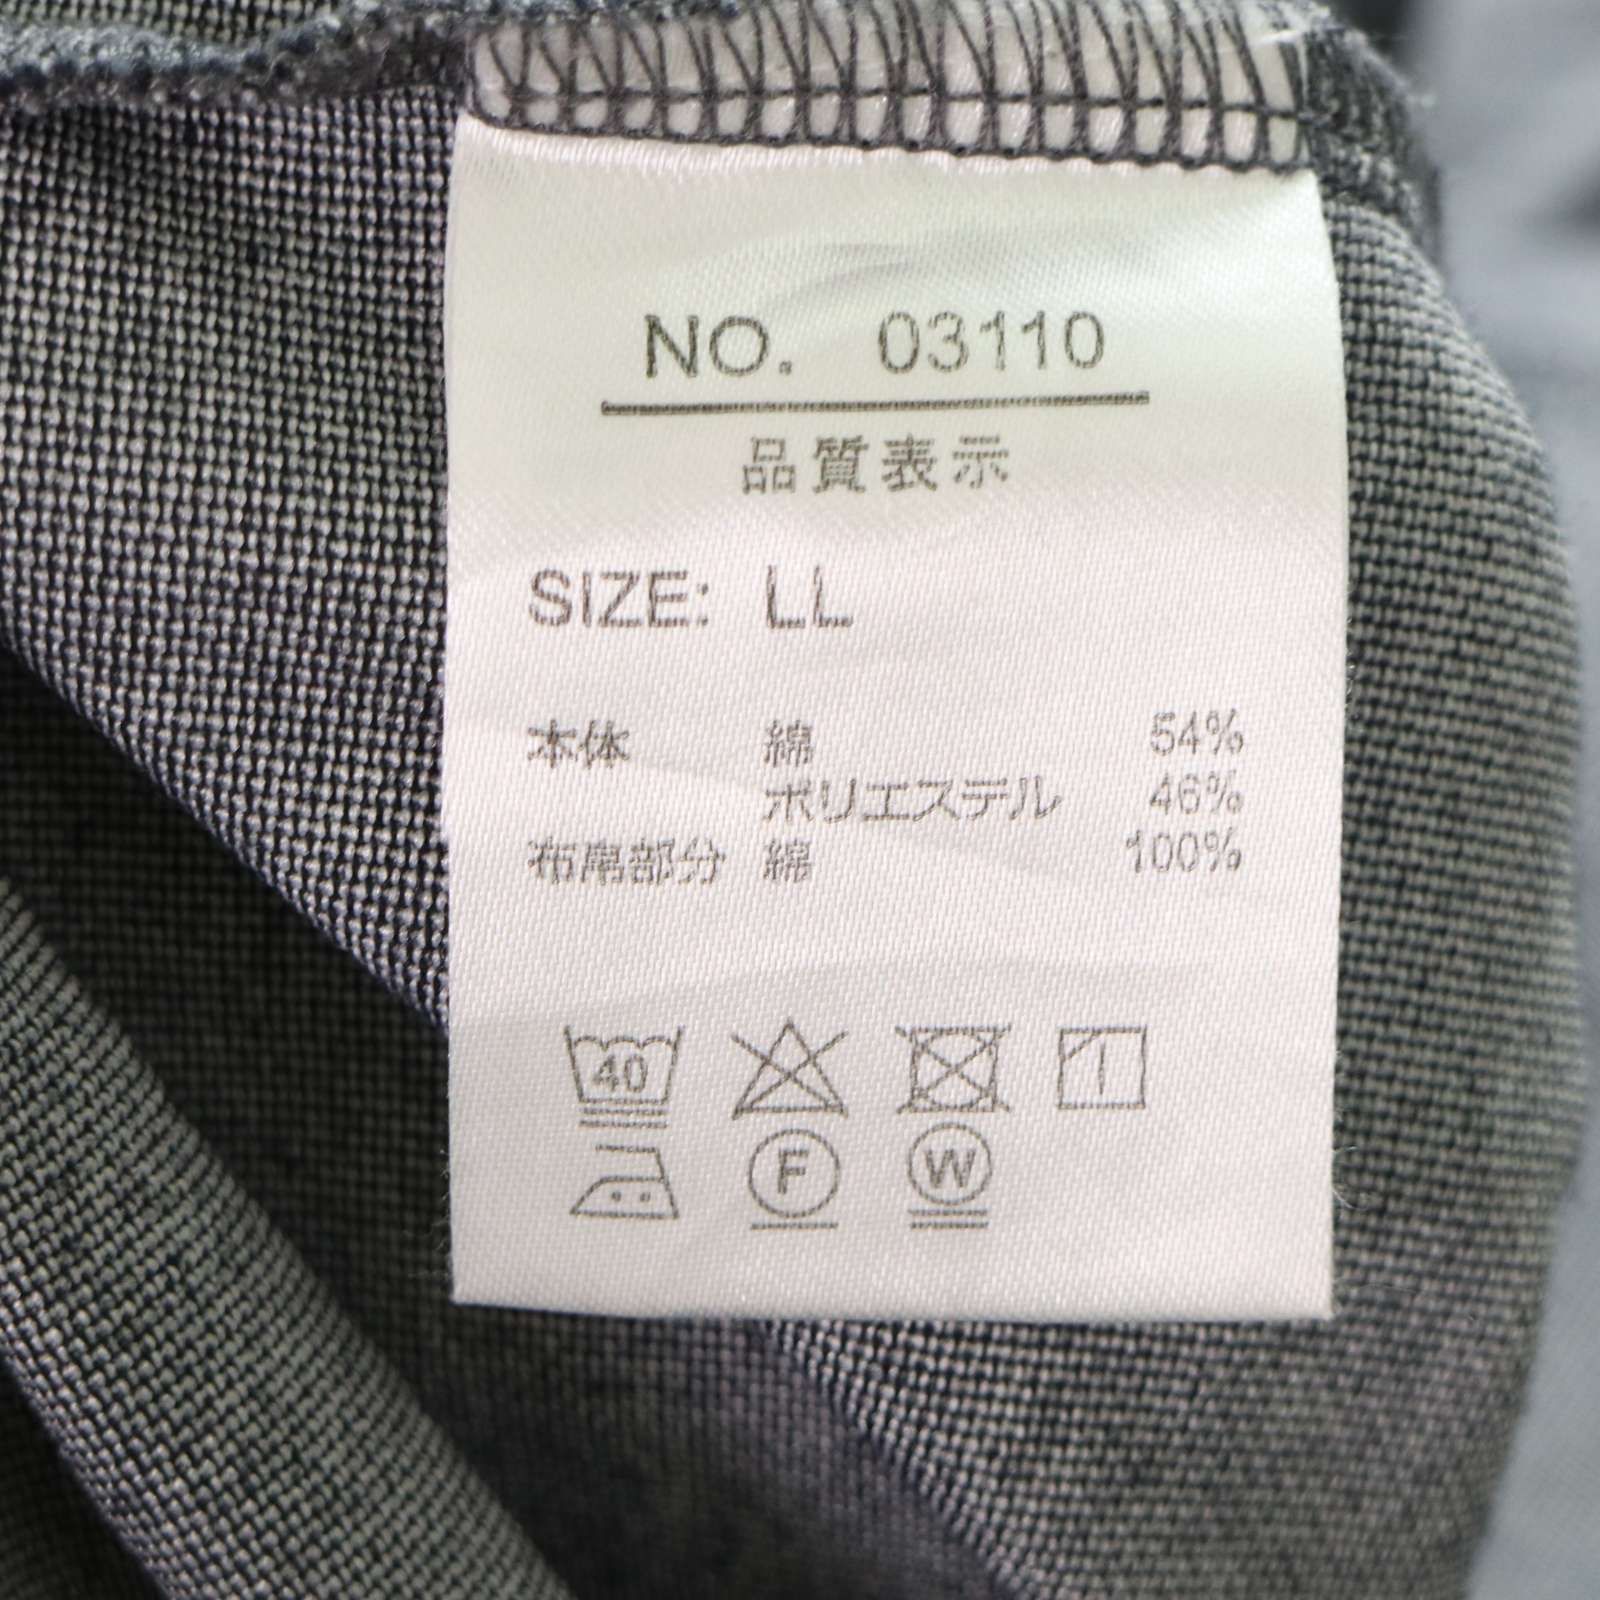 NO. 03110
品質表示
SIZE: LL
本体 綿 54%
ポリエステル 46%
布帛部分 綿 100%
40
F W